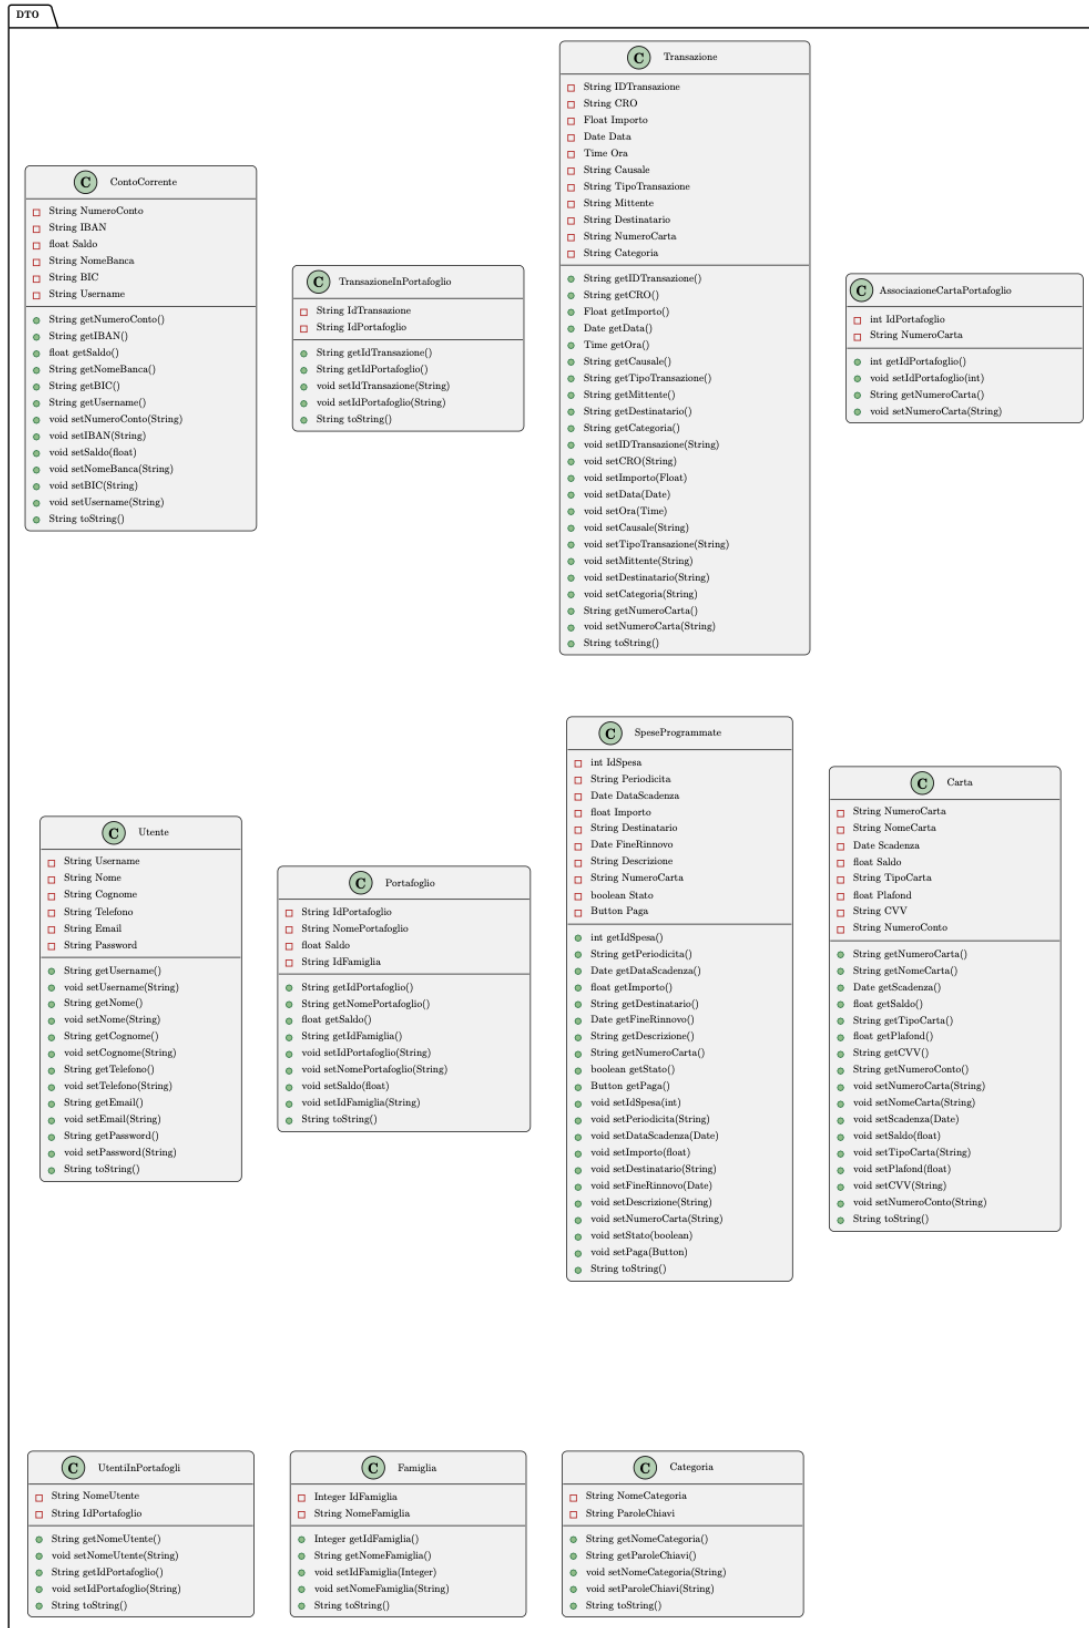 DTO
C ContoCorrente
String NumeroConto
String IBAN
float Saldo
String NomeBanca
String BIC
String Username
String getNumeroConto()
String getIBAN()
float getSaldo()
String getNomeBanca()
String getBIC()
String getUsername()
void setNumeroConto(String)
void setIBAN(String)
void setSaldo(float)
void setNomeBanca(String)
void setBIC(String)
void setUsername(String)
String toString()
C TransazioneInPortafoglio
String IdTransazione
String IdPortafoglio
String getIdTransazione()
String getIdPortafoglio()
void setIdTransazione(String)
void setIdPortafoglio(String)
String toString()
C Transazione
String IDTransazione
String CRO
Float Importo
Date Data
Time Ora
String Causale
String TipoTransazione
String Mittente
String Destinatario
String NumeroCarta
String Categoria
String getIDTransazione()
String getCRO()
Float getImporto()
Date getData()
Time getOra()
String getCausale()
String getTipoTransazione()
String getMittente()
String getDestinatario()
String getCategoria()
void setIDTransazione(String)
void setCRO(String)
void setImporto(Float)
void setData(Date)
void setOra(Time)
void setCausale(String)
void setTipoTransazione(String)
void setMittente(String)
void setDestinatario(String)
void setCategoria(String)
String getNumeroCarta()
void setNumeroCarta(String)
String toString()
C AssociazioneCartaPortafoglio
int IdPortafoglio
String NumeroCarta
int getIdPortafoglio()
void setIdPortafoglio(int)
String getNumeroCarta()
void setNumeroCarta(String)
C Utente
String Username
String Nome
String Cognome
String Telefono
String Email
String Password
String getUsername()
void setUsername(String)
String getNome()
void setNome(String)
String getCognome()
void setCognome(String)
String getTelefono()
void setTelefono(String)
String getEmail()
void setEmail(String)
String getPassword()
void setPassword(String)
String toString()
C Portafoglio
String IdPortafoglio
String NomePortafoglio
float Saldo
String IdFamiglia
String getIdPortafoglio()
String getNomePortafoglio()
float getSaldo()
String getIdFamiglia()
void setIdPortafoglio(String)
void setNomePortafoglio(String)
void setSaldo(float)
void setIdFamiglia(String)
String toString()
C SpeseProgrammate
int IdSpesa
String Periodicita
Date DataScadenza
float Importo
String Destinatario
Date FineRinnovo
String Descrizione
String NumeroCarta
boolean Stato
Button Paga
int getIdSpesa()
String getPeriodicita()
Date getDataScadenza()
float getImporto()
String getDestinatario()
Date getFineRinnovo()
String getDescrizione()
String getNumeroCarta()
boolean getStato()
Button getPaga()
void setIdSpesa(int)
void setPeriodicita(String)
void setDataScadenza(Date)
void setImporto(float)
void setDestinatario(String)
void setFineRinnovo(Date)
void setDescrizione(String)
void setNumeroCarta(String)
void setStato(boolean)
void setPaga(Button)
String toString()
C Carta
String NumeroCarta
String NomeCarta
Date Scadenza
float Saldo
String TipoCarta
float Plafond
String CVV
String NumeroConto
String getNumeroCarta()
String getNomeCarta()
Date getScadenza()
float getSaldo()
String getTipoCarta()
float getPlafond()
String getCVV()
String getNumeroConto()
void setNumeroCarta(String)
void setNomeCarta(String)
void setScadenza(Date)
void setSaldo(float)
void setTipoCarta(String)
void setPlafond(float)
void setCVV(String)
void setNumeroConto(String)
String toString()
C UtentiInPortafogli
String NomeUtente
String IdPortafoglio
String getNomeUtente()
void setNomeUtente(String)
String getIdPortafoglio()
void setIdPortafoglio(String)
String toString()
C Famiglia
Integer IdFamiglia
String NomeFamiglia
Integer getIdFamiglia()
String getNomeFamiglia()
void setIdFamiglia(Integer)
void setNomeFamiglia(String)
String toString()
C Categoria
String NomeCategoria
String ParoleChiavi
String getNomeCategoria()
String getParoleChiavi()
void setNomeCategoria(String)
void setParoleChiavi(String)
String toString()